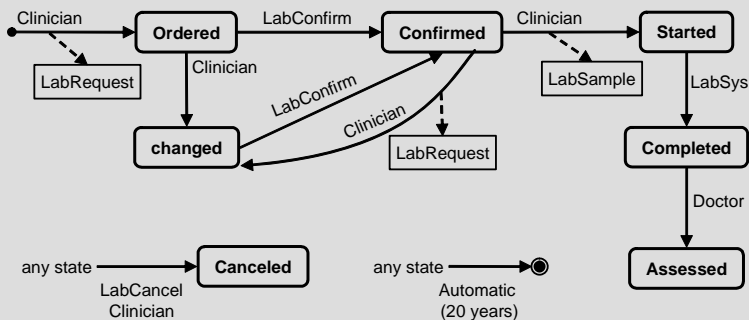 Clinician
Ordered
LabConfirm
Confirmed
Clinician
Started
LabRequest
Clinician
LabConfirm
Clinician
LabSample
LabSys
changed
LabRequest
Completed
Doctor
any state
Canceled
LabCancel
Clinician
any state
Automatic
(20 years)
Assessed